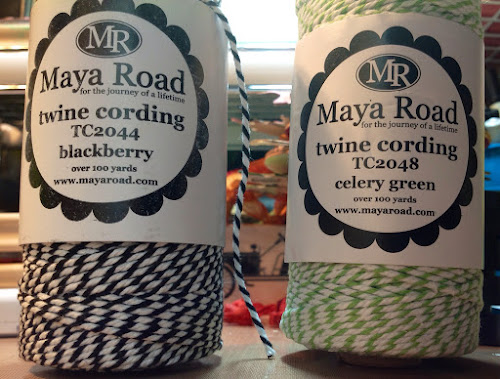 MR
Maya Road
for the journey of a lifetime
twine cording
TC2044
blackberry
over 100 yards
www.mayaroad.com
MR
Maya Road
for the journey of a lifetime
twine cording
TC2048
celery green
over 100 yards
www.mayaroad.com